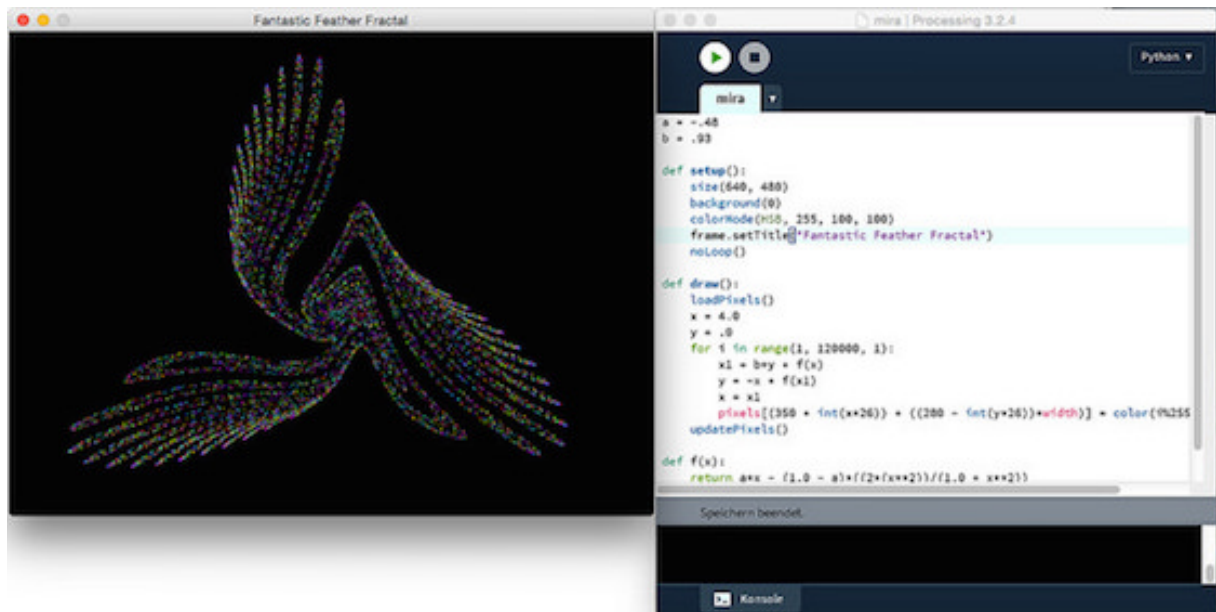 Fantastic Feather Fractal
mira | Processing 3.2.4
Python ▾
mira ▾
a = -.48
b = .93
def setup():
size(640, 480)
background(0)
colorMode(HSB, 255, 100, 100)
frame.setTitle("Fantastic Feather Fractal")
noLoop()
def draw():
loadPixels()
x = 4.0
y = .0
for i in range(1, 120000, 1):
x1 = b*y + f(x)
y = -x + f(x1)
x = x1
pixels[(350 + int(x*26)) + ((280 - int(y*26))*width)] = color(i%255
updatePixels()
def f(x):
return a*x - (1.0 - a)*((2*(x**2))/(1.0 + x**2))
Speichern beendet.
Konsole